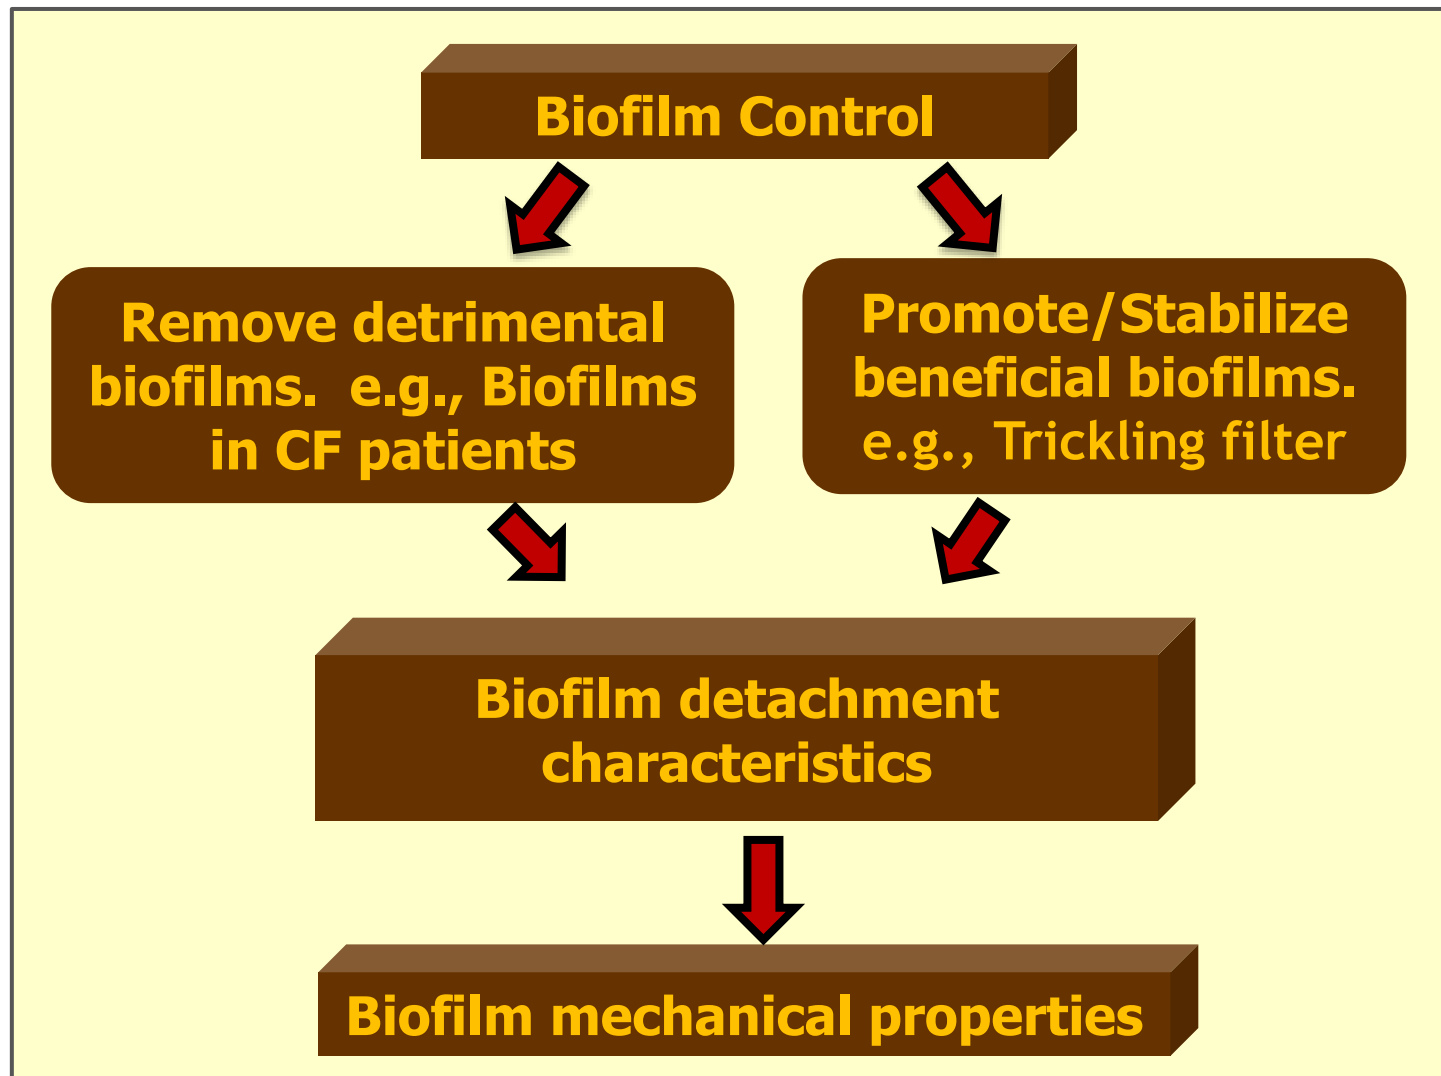 Biofilm Control
Remove detrimental
biofilms.  e.g., Biofilms
in CF patients
Promote/Stabilize
beneficial biofilms.
e.g., Trickling filter
Biofilm detachment
characteristics
Biofilm mechanical properties